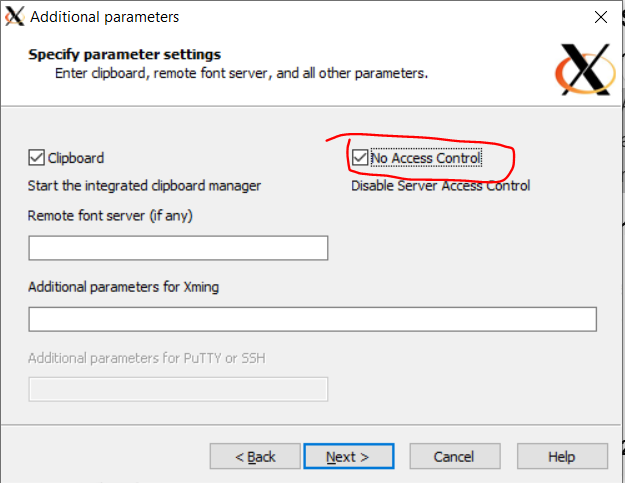 Additional parameters
Specify parameter settings
Enter clipboard, remote font server, and all other parameters.
Clipboard
No Access Control
Start the integrated clipboard manager
Disable Server Access Control
Remote font server (if any)
Additional parameters for Xming
Additional parameters for PuTTY or SSH
< Back
Next >
Cancel
Help